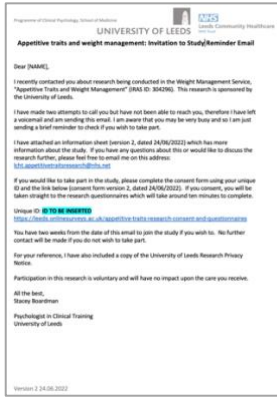 Programme of Clinical Psychology, School of Medicine
UNIVERSITY OF LEEDS
NHS
Leeds Community Healthcare
Appetitive traits and weight management: Invitation to Study Reminder Email
Dear [NAME],
I recently contacted you about research being conducted in the Weight Management Service,
"Appetitive Traits and Weight Management" (IRAS ID: 304296). This research is sponsored by
the University of Leeds.
I have made two attempts to call you but have not been able to reach you, therefore I have left
a voicemail and am sending this email. I am aware that you may be very busy and so I am just
sending a brief reminder to check if you wish to take part.
I have attached an information sheet (version 2, dated 24/06/2022) which has more
information about the study. If you have any questions about this or would like to discuss the
research further, please feel free to email me on this address:
lcht.appetitivetraitsresearch@nhs.net
If you would like to take part in the study, please complete the consent form using your unique
ID and the link below (consent form version 2, dated 24/06/2022). If you consent, you will be
taken straight to the research questionnaires which will take around ten minutes to complete.
Unique ID: ID TO BE INSERTED
https://leeds.onlinesurveys.ac.uk/appetitive-traits-research-consent-and-questionnaires
You have two weeks from the date of this email to join the study if you wish to. No further
contact will be made if you do not wish to take part.
For your reference, I have also included a copy of the University of Leeds Research Privacy
Notice.
Participation in this research is voluntary and will have no impact upon the care you receive.
All the best,
Stacey Boardman
Psychologist in Clinical Training
University of Leeds
Version 2 24.06.2022